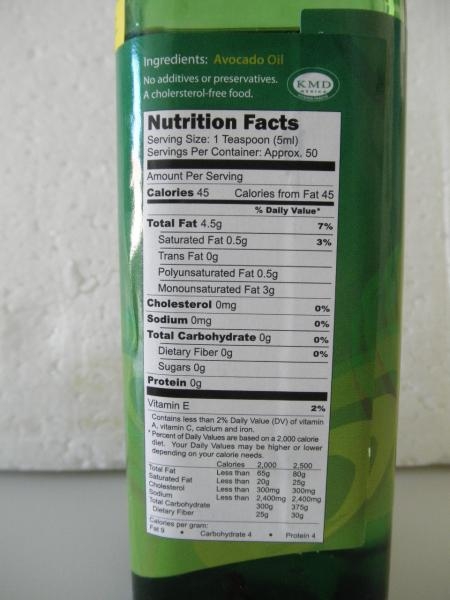 Ingredients: Avocado Oil
No additives or preservatives.
A cholersterol-free food.
KMD
Nutrition Facts
Serving Size: 1 Teaspoon (5ml)
Servings Per Container: Approx. 50
Amount Per Serving
Calories 45 Calories from Fat 45
% Daily Value*
Total Fat 4.5g 7%
Saturated Fat 0.5g 3%
Trans Fat 0g
Polyunsaturated Fat 0.5g
Monounsaturated Fat 3g
Cholesterol 0mg 0%
Sodium 0mg 0%
Total Carbohydrate 0g 0%
Dietary Fiber 0g 0%
Sugars 0g
Protein 0g
Vitamin E 2%
Contains less than 2% Daily Value (DV) of vitamin
A, vitamin C, calcium and iron.
* Percent of Daily Values are based on a 2,000 calorie
diet. Your Daily Values may be higher or lower
depending on your calorie needs.
Calories 2,000 2,500
Total Fat Less than 65g 80g
Saturated Fat Less than 20g 25g
Cholesterol Less than 300mg 300mg
Sodium Less than 2,400mg 2,400mg
Total Carbohydrate 300g 375g
Dietary Fiber 25g 30g
Calories per gram:
Fat 9 • Carbohydrate 4 • Protein 4